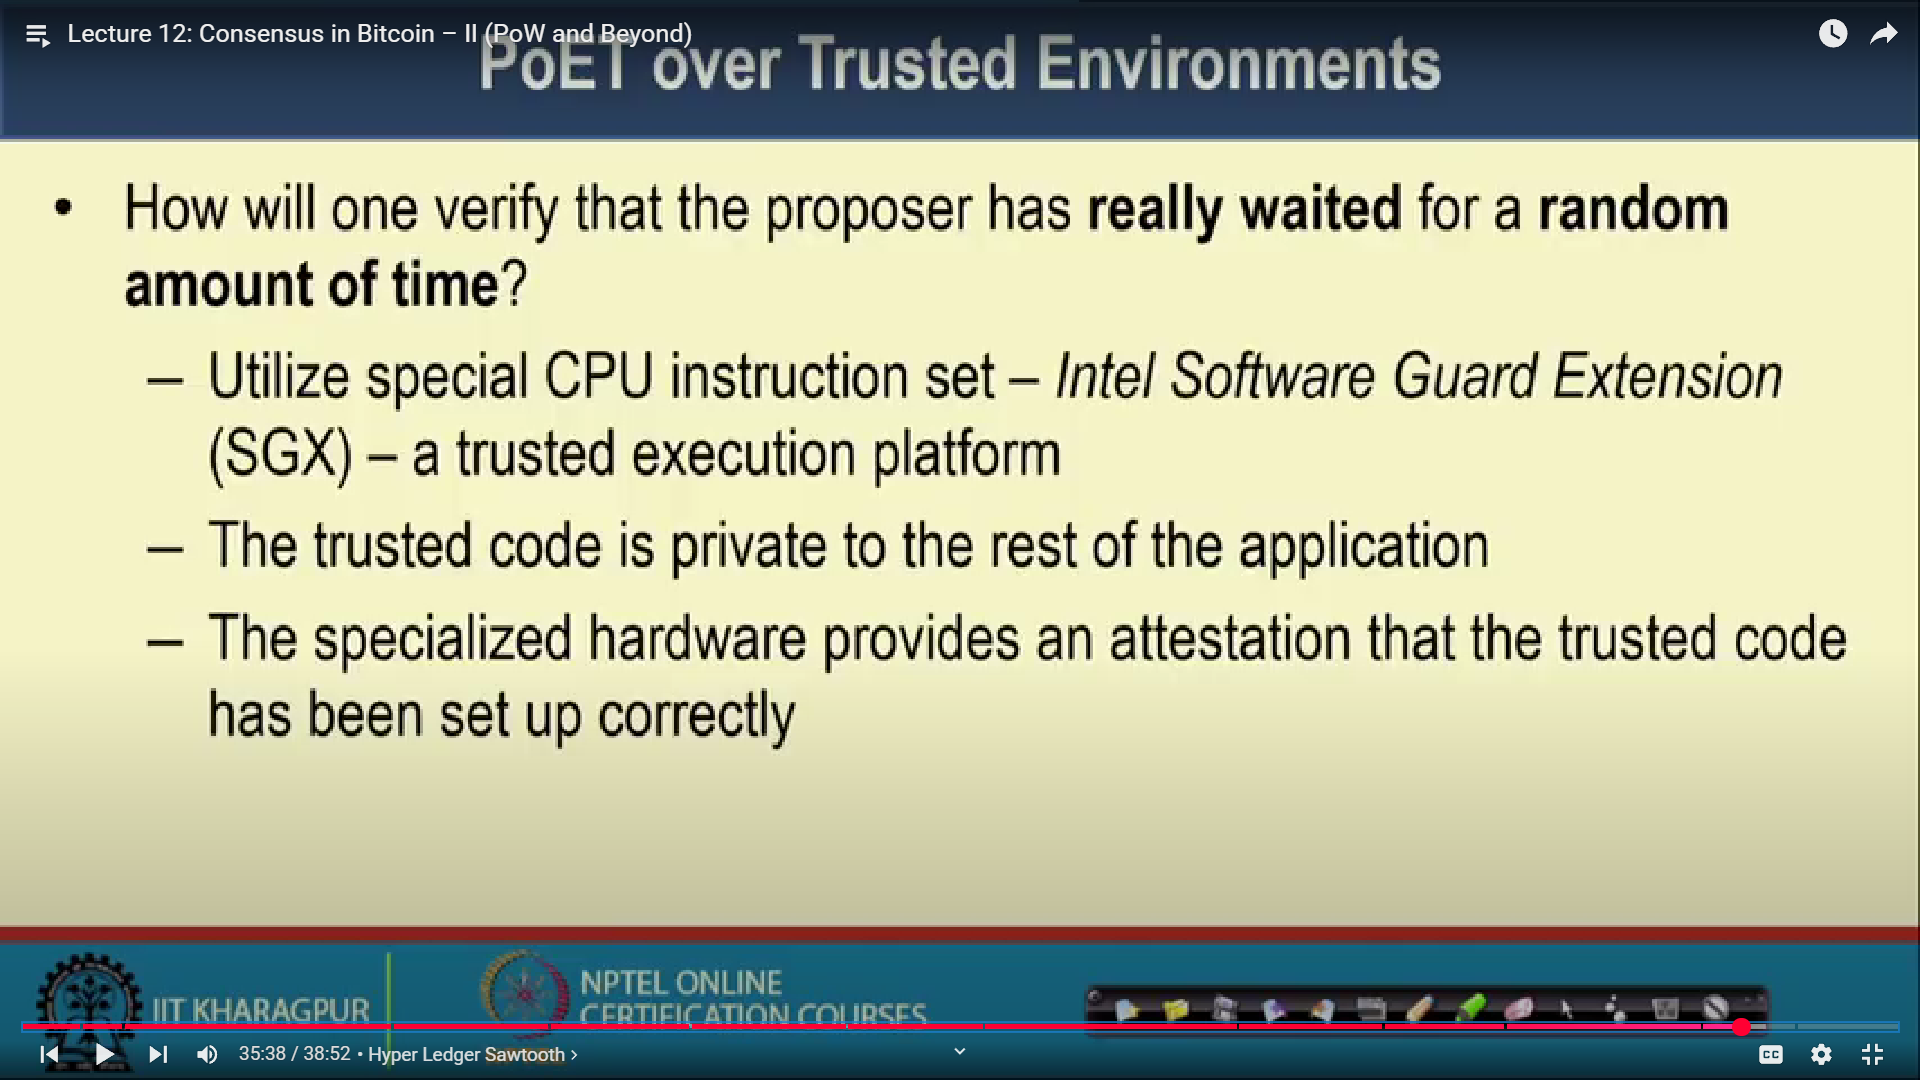 Lecture 12: Consensus in Bitcoin – II (PoW and Beyond)
PoET over Trusted Environments
• How will one verify that the proposer has really waited for a random
amount of time?
– Utilize special CPU instruction set – Intel Software Guard Extension
(SGX) – a trusted execution platform
– The trusted code is private to the rest of the application
– The specialized hardware provides an attestation that the trusted code
has been set up correctly
IIT KHARAGPUR
NPTEL ONLINE
CERTIFICATION COURSES
35:38 / 38:52 • Hyper Ledger Sawtooth ›
CC